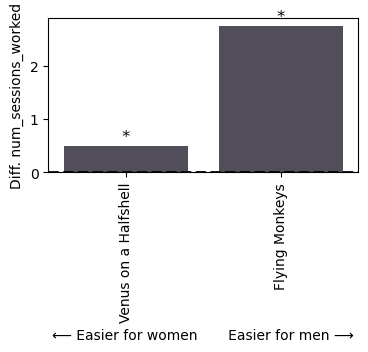 Diff. num_sessions_worked
2
1
0
*
*
Venus on a Halfshell
Flying Monkeys
⟵ Easier for women
Easier for men ⟶